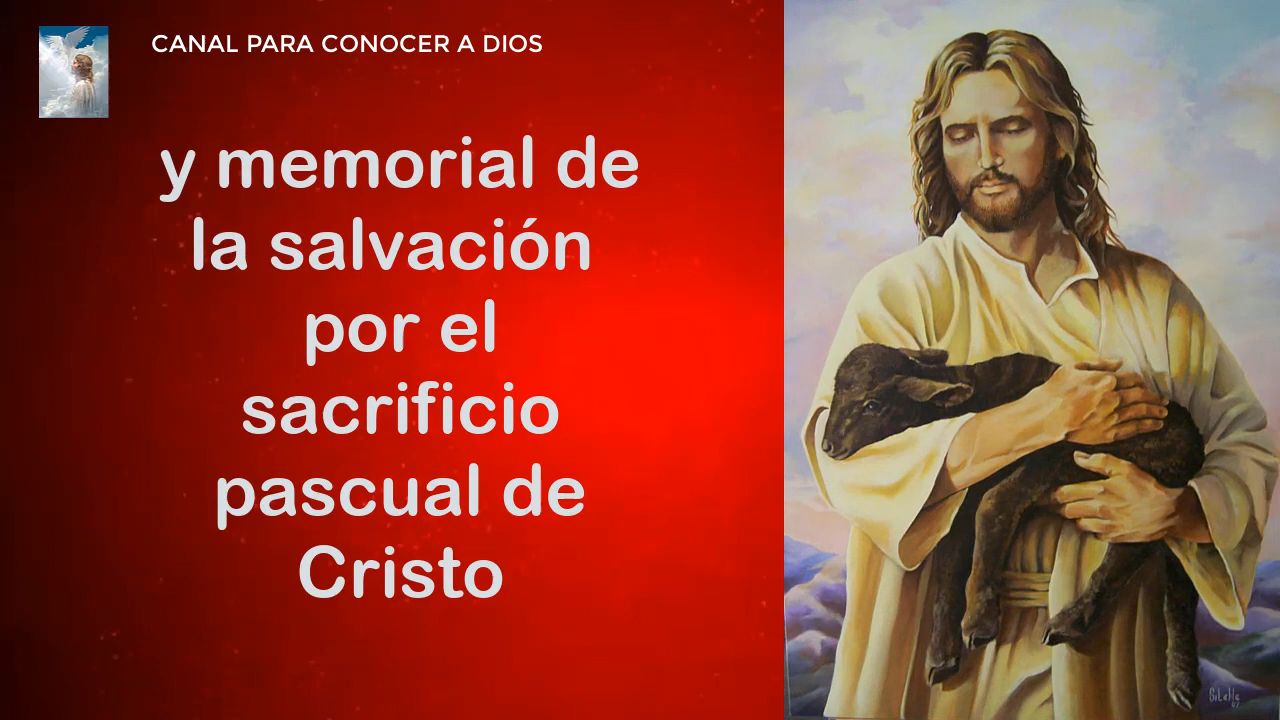 CANAL PARA CONOCER A DIOS
y memorial de
la salvación
por el
sacrificio
pascual de
Cristo